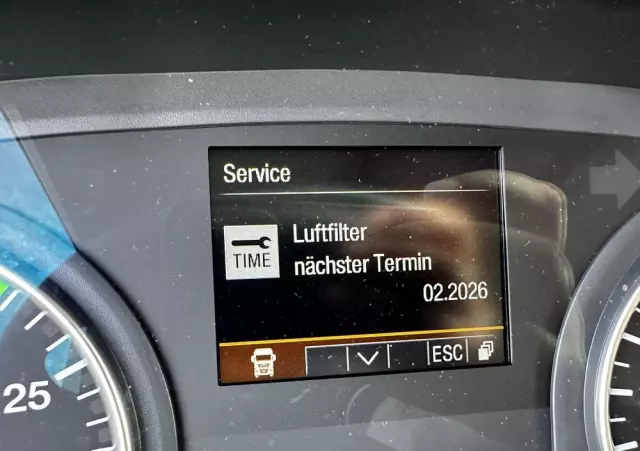 Service
TIME
Luftfilter
nächster Termin
02.2026
ESC
25